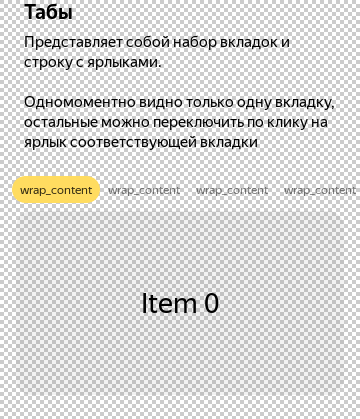 Табы
Представляет собой набор вкладок и
строку с ярлыками.
Одномоментно видно только одну вкладку,
остальные можно переключить по клику на
ярлык соответствующей вкладки
wrap_content wrap_content wrap_content wrap_content
Item 0